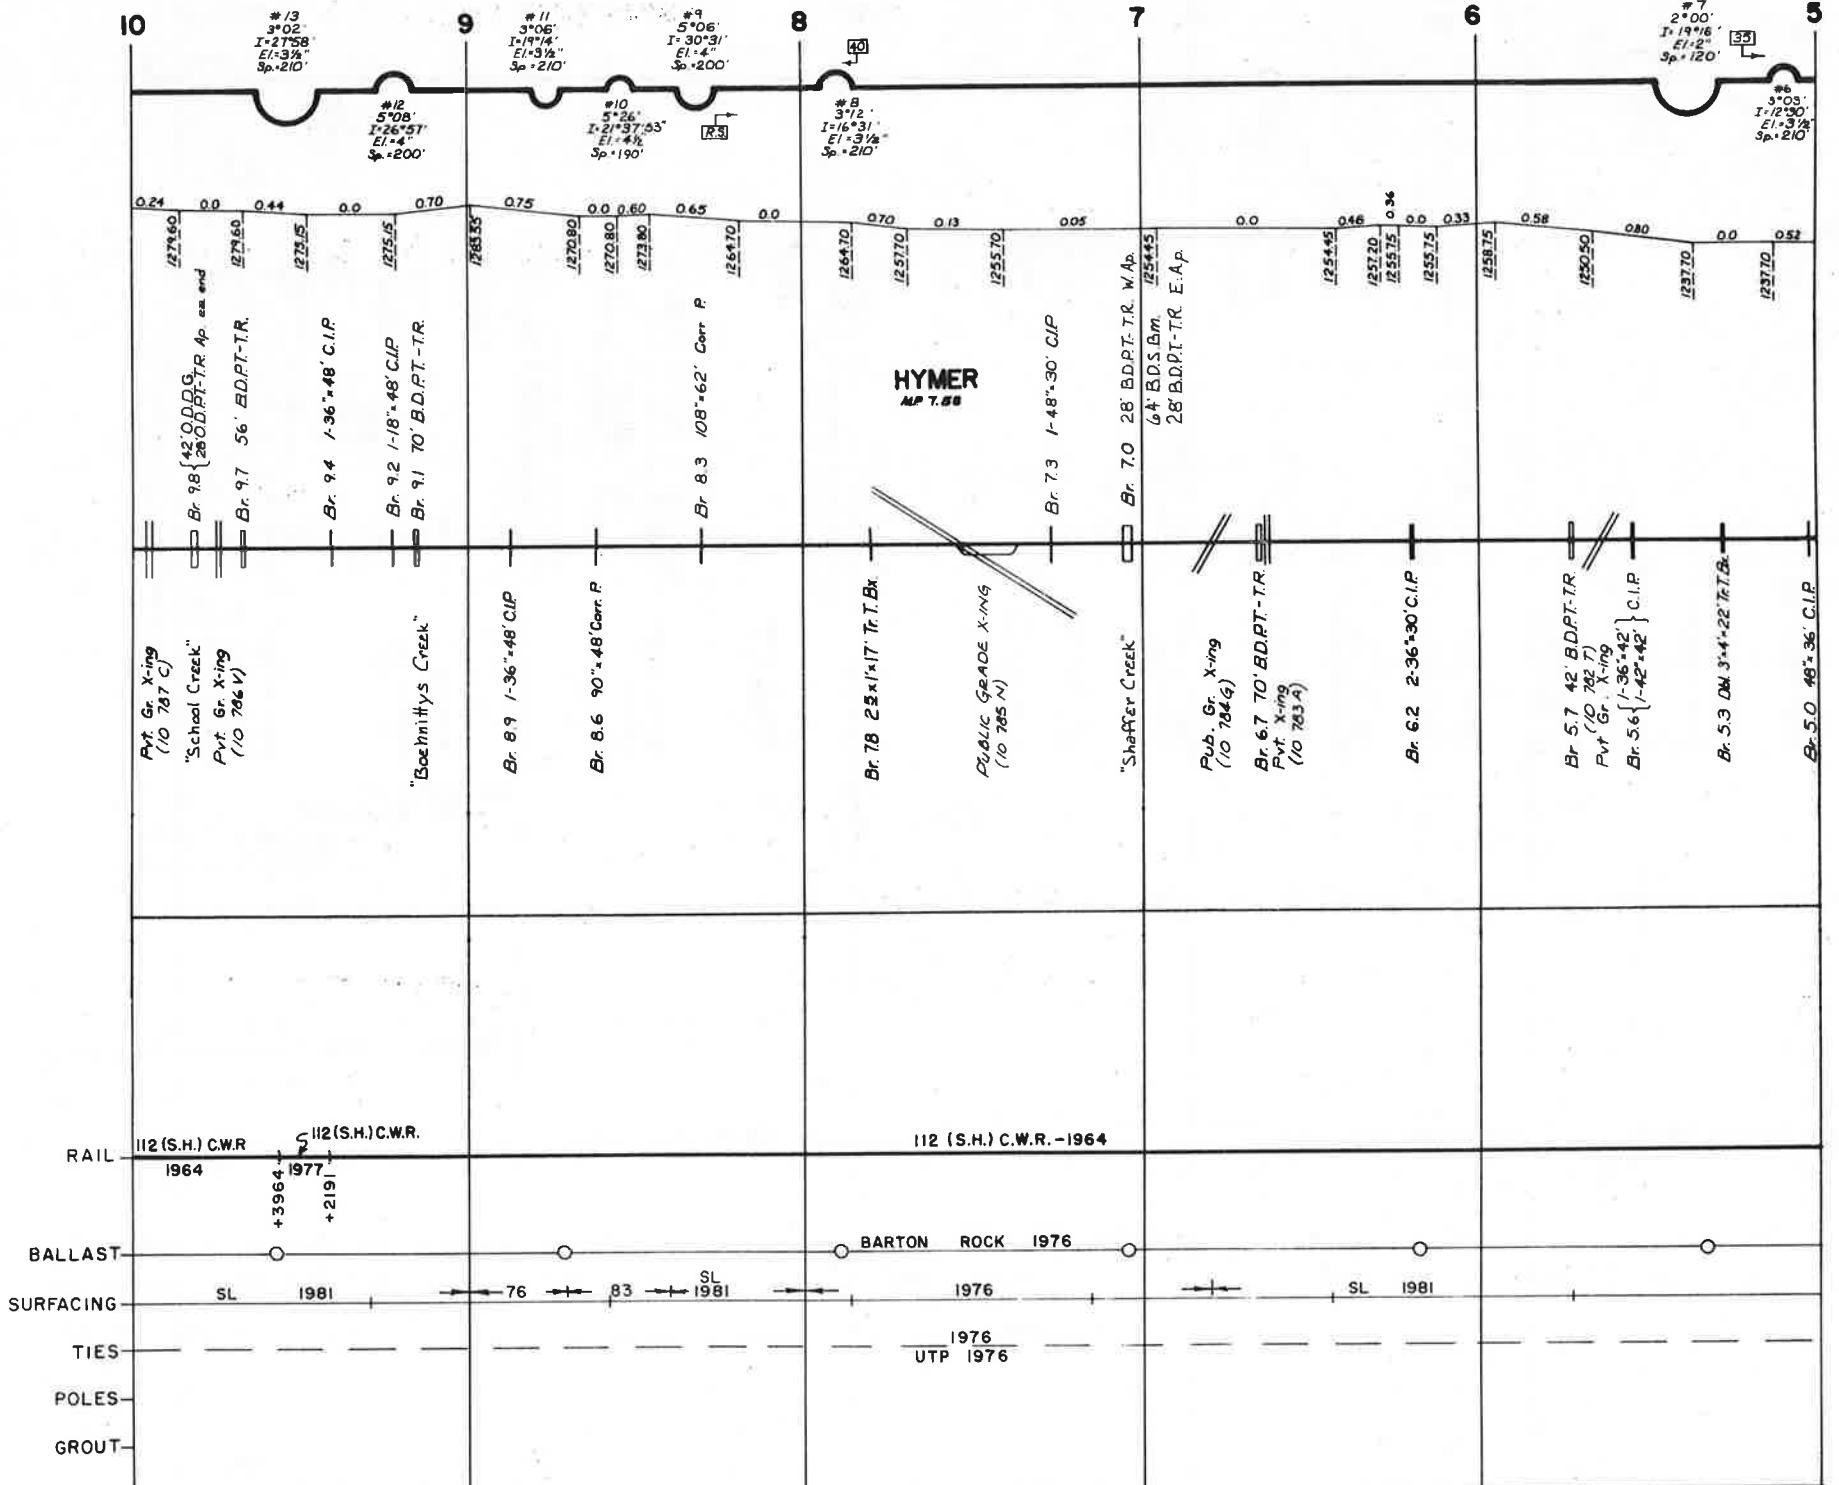 10
9
8
7
6
5
#13
3°02'
I=27°58'
El.=3½"
Sp.=210'
#12
5°08'
I=26°57'
El.=4"
Sp.=200'
#11
3°06'
I=19°14'
El.=3½"
Sp.=210'
#10
5°26'
I=21°37'53"
El.=4½
Sp.=190'
#9
5°06'
I=30°31'
El.=4"
Sp.=200'
R.S.
40
#8
3°12'
I=16°31'
El=3½"
Sp.=210'
#7
2°00'
I=19°16'
El.=2"
Sp.=120'
35
#6
3°03'
I=12°30'
El.=3½"
Sp.=210'
0.24
0.0
0.44
0.0
0.70
0.75
0.0
0.60
0.65
0.0
0.70
0.13
0.05
0.0
0.46
0.36
0.0
0.33
0.58
0.80
0.0
0.52
1279.60
1279.60
1275.15
1275.15
1285.55
1270.80
1270.80
1273.80
1264.70
1264.70
1257.70
1255.70
1254.45
1254.45
1257.20
1255.75
1255.75
1258.75
1250.50
1237.70
1237.70
Br. 9.8 { 42' O.D.D.G.
28' O.D.P.T-T.R. Ap. ea end
Br. 9.7 56' B.D.P.T.-T.R.
Br. 9.4 1-36"x48' C.I.P.
Br. 9.2 1-18"x48' C.I.P.
Br. 9.1 70' B.D.P.T.-T.R.
Br 8.3 108"x62' Corr P.
HYMER
M.P. 7.58
Br. 7.3 1-48"x30' C.I.P
Br. 7.0 28' B.D.P.T.-T.R. W. Ap.
64' B.D.S.Bm.
28' B.D.P.T.-T.R E. Ap.
Pvt. Gr. X-ing
(10 787 C)
"School Creek"
Pvt Gr. X-ing
(10 786 V)
"Boehnittys Creek"
Br. 8.9 1-36"x48' C.I.P
Br. 8.6 90"x48' Corr. P.
Br. 7.8 2½x1'x17' Tr. T. Bx.
PUBLIC GRADE X-ING
(10 785 N)
"Shaffer Creek"
Pub. Gr. X-ing
(10 784 G)
Br. 6.7 70' B.D.P.T.-T.R.
Pvt. X-ing
(10 783 A)
Br. 6.2 2-36"x30' C.I.P.
Br 5.7 42' B.D.P.T.-T.R.
(10 782 T)
Pvt Gr. X-ing
Br. 5.6 { 1-36"x42'
1-42"x42' } C.I.P.
Br. 5.3 Dbl. 3'x4'x22' Tr. T. Bx.
Br. 5.0 48"x36' C.I.P.
RAIL
112 (S.H.) C.W.R
1964
112 (S.H.) C.W.R.
1977
+3964
+2191
112 (S.H.) C.W.R. -1964
BALLAST
BARTON ROCK 1976
SURFACING
SL 1981
76
83
SL
1981
1976
SL 1981
TIES
1976
UTP 1976
POLES
GROUT